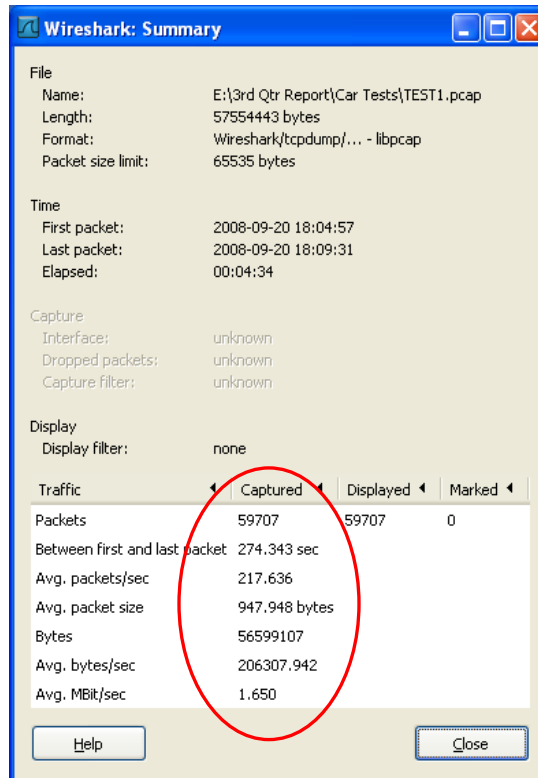 Wireshark: Summary
File
Name: E:\3rd Qtr Report\Car Tests\TEST1.pcap
Length: 57554443 bytes
Format: Wireshark/tcpdump/... - libpcap
Packet size limit: 65535 bytes
Time
First packet: 2008-09-20 18:04:57
Last packet: 2008-09-20 18:09:31
Elapsed: 00:04:34
Capture
Interface: unknown
Dropped packets: unknown
Capture filter: unknown
Display
Display filter: none
Traffic Captured Displayed Marked
Packets 59707 59707 0
Between first and last packet 274.343 sec
Avg. packets/sec 217.636
Avg. packet size 947.948 bytes
Bytes 56599107
Avg. bytes/sec 206307.942
Avg. MBit/sec 1.650
Help Close